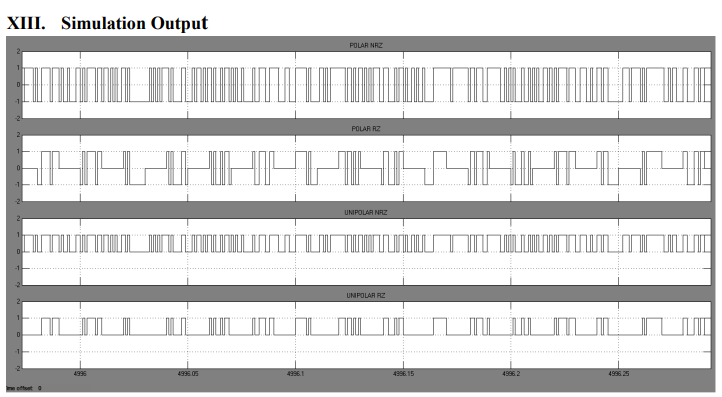 XIII. Simulation Output
POLAR NRZ
2
1
0
-1
-2
POLAR RZ
2
1
0
-1
-2
UNIPOLAR NRZ
2
1
0
-1
-2
UNIPOLAR RZ
2
1
0
-1
-2
4996 4996.05 4996.1 4996.15 4996.2 4996.25
ime offset: 0